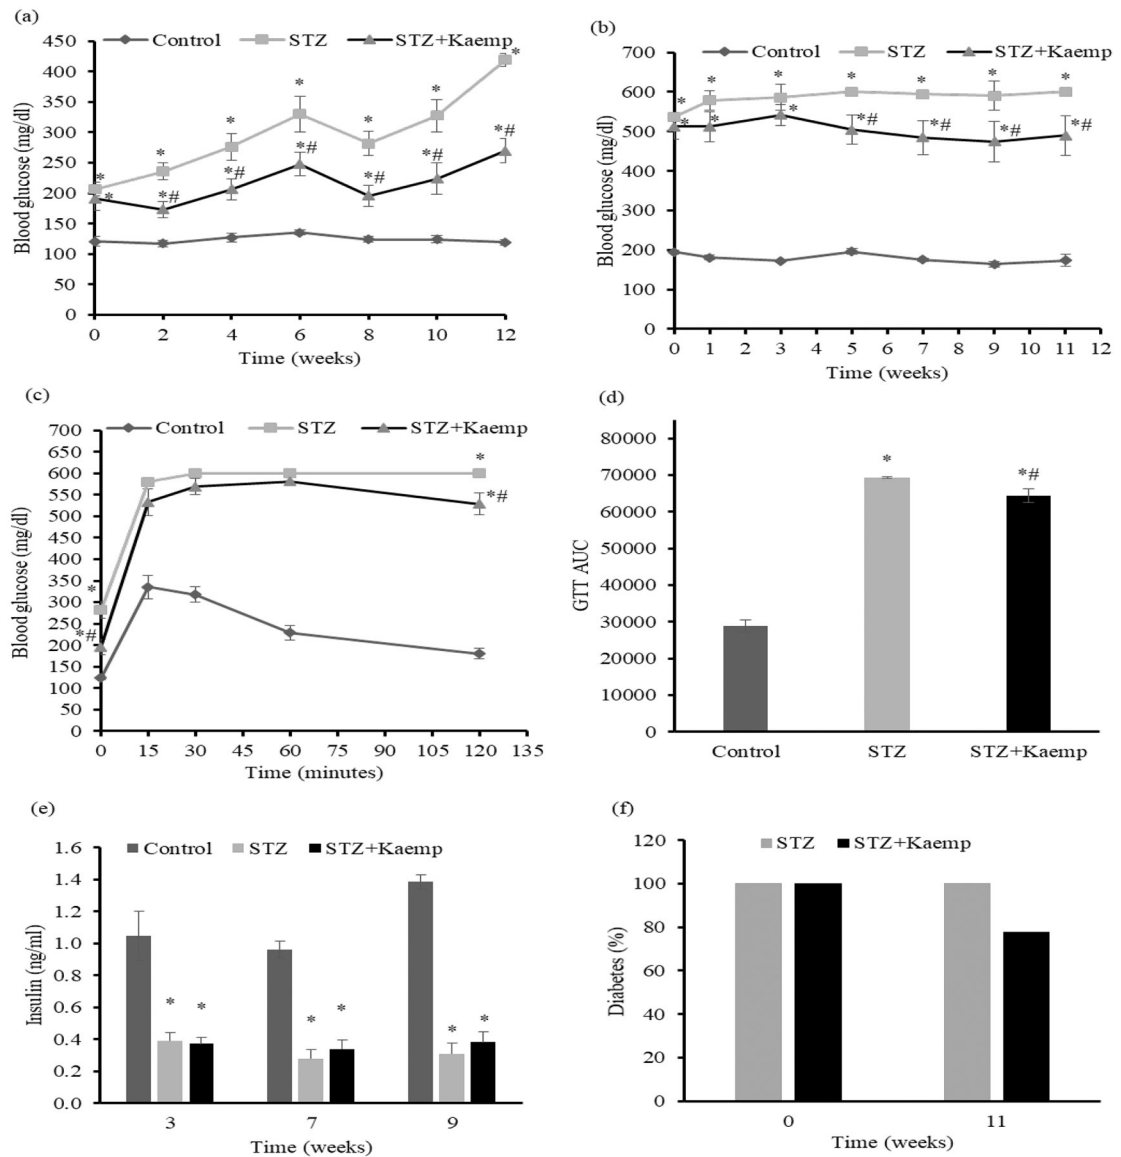 (a)
Control STZ STZ+Kaemp
450
400
350
300
250
200
150
100
50
0
Blood glucose (mg/dl)
* * * * * * *
* *# *# *# *# *# *#
0 2 4 6 8 10 12
Time (weeks)
(b)
Control STZ STZ+Kaemp
700
600
500
400
300
200
100
0
Blood glucose (mg/dl)
* * * * * * *
* * * *# *# *# *#
0 1 2 3 4 5 6 7 8 9 10 11 12
Time (weeks)
(c)
Control STZ STZ+Kaemp
700
650
600
550
500
450
400
350
300
250
200
150
100
50
0
Blood glucose (mg/dl)
* *
*# *#
0 15 30 45 60 75 90 105 120 135
Time (minutes)
(d)
80000
70000
60000
50000
40000
30000
20000
10000
0
GTT AUC
* *#
Control STZ STZ+Kaemp
(e)
Control STZ STZ+Kaemp
1.6
1.4
1.2
1.0
0.8
0.6
0.4
0.2
0.0
Insulin (ng/ml)
* * * * * *
3 7 9
Time (weeks)
(f)
STZ STZ+Kaemp
120
100
80
60
40
20
0
Diabetes (%)
0 11
Time (weeks)